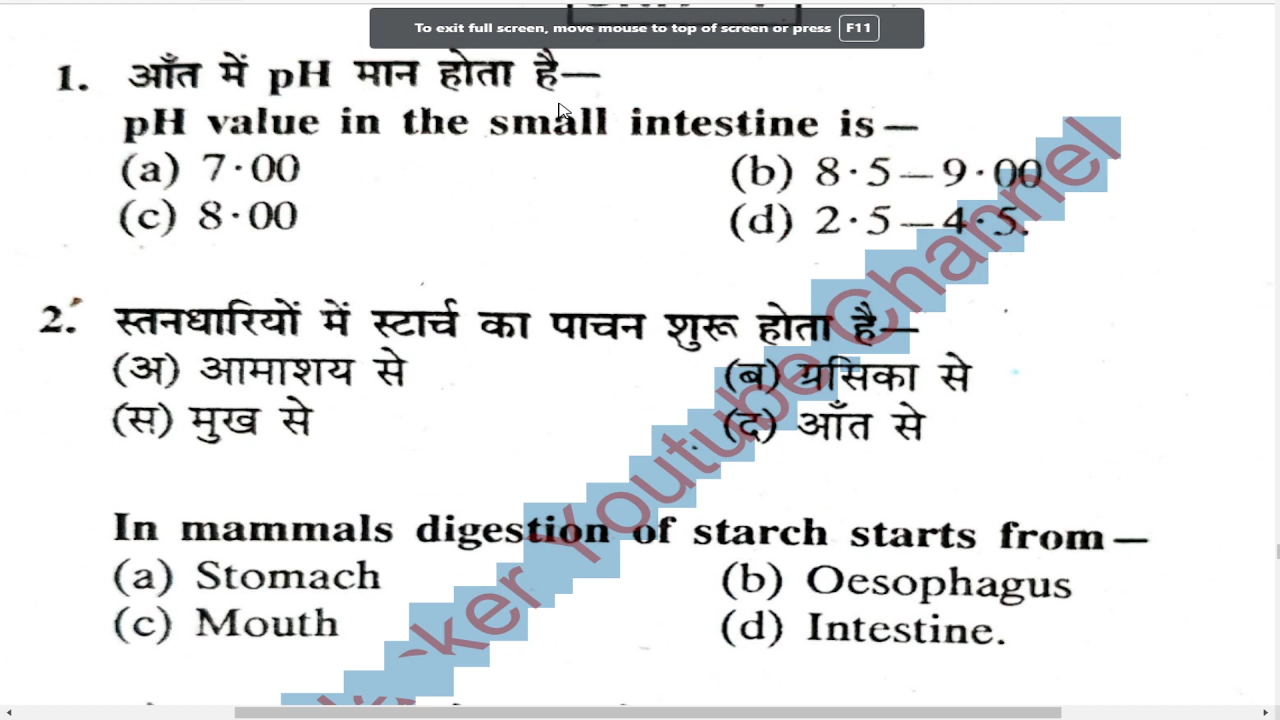 To exit full screen, move mouse to top of screen or press F11
1. आँत में pH मान होता है—
pH value in the small intestine is—
(a) 7·00 (b) 8·5—9·00
(c) 8·00 (d) 2·5—4·5.
2. स्तनधारियों में स्टार्च का पाचन शुरू होता है—
(अ) आमाशय से (ब) ग्रसिका से
(स) मुख से (द) आँत से
In mammals digestion of starch starts from—
(a) Stomach (b) Oesophagus
(c) Mouth (d) Intestine.
Youtube Channel